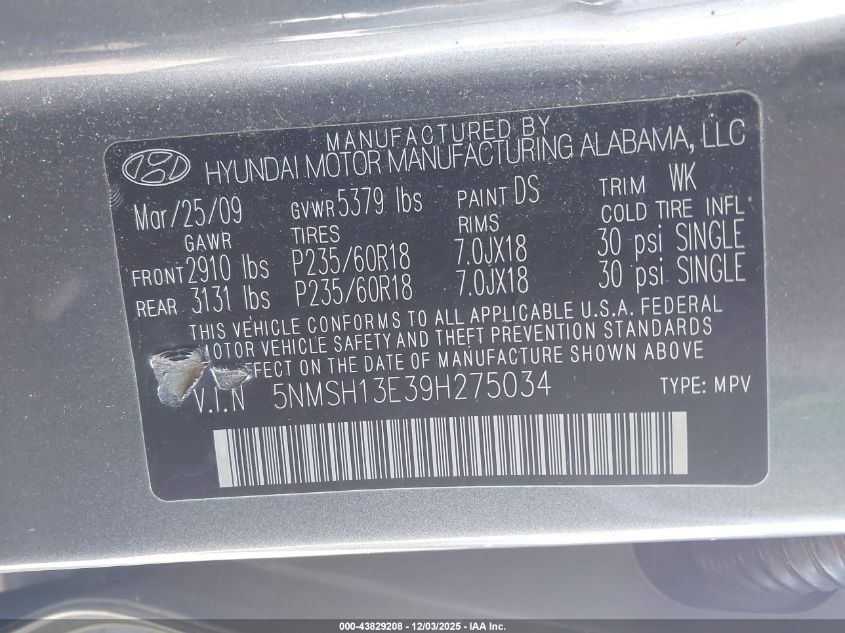 MANUFACTURED BY
HYUNDAI MOTOR MANUFACTURING ALABAMA, LLC
Mar/25/09 GVWR 5379 lbs PAINT DS TRIM WK
GAWR TIRES RIMS COLD TIRE INFL
FRONT 2910 lbs P235/60R18 7.0JX18 30 psi SINGLE
REAR 3131 lbs P235/60R18 7.0JX18 30 psi SINGLE
THIS VEHICLE CONFORMS TO ALL APPLICABLE U.S.A. FEDERAL
MOTOR VEHICLE SAFETY AND THEFT PREVENTION STANDARDS
EFFECT ON THE DATE OF MANUFACTURE SHOWN ABOVE
V.I.N 5NMSH13E39H275034 TYPE: MPV
000-43829208 - 12/03/2025 - IAA Inc.